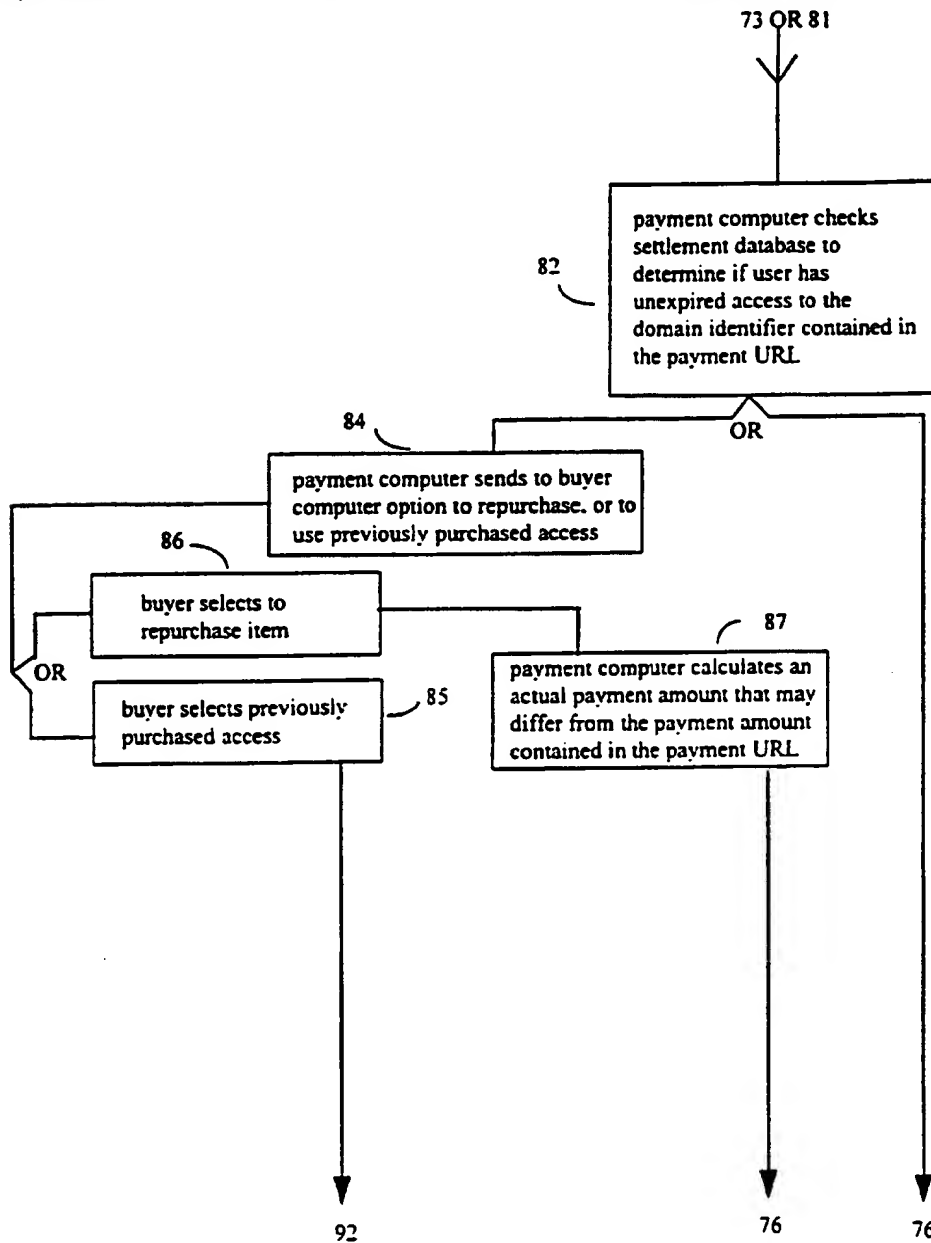 73 OR 81
82
payment computer checks
settlement database to
determine if user has
unexpired access to the
domain identifier contained in
the payment URL
OR
84
payment computer sends to buyer
computer option to repurchase. or to
use previously purchased access
86
buyer selects to
repurchase item
OR
87
payment computer calculates an
actual payment amount that may
differ from the payment amount
contained in the payment URL
buyer selects previously
purchased access
85
92
76
76